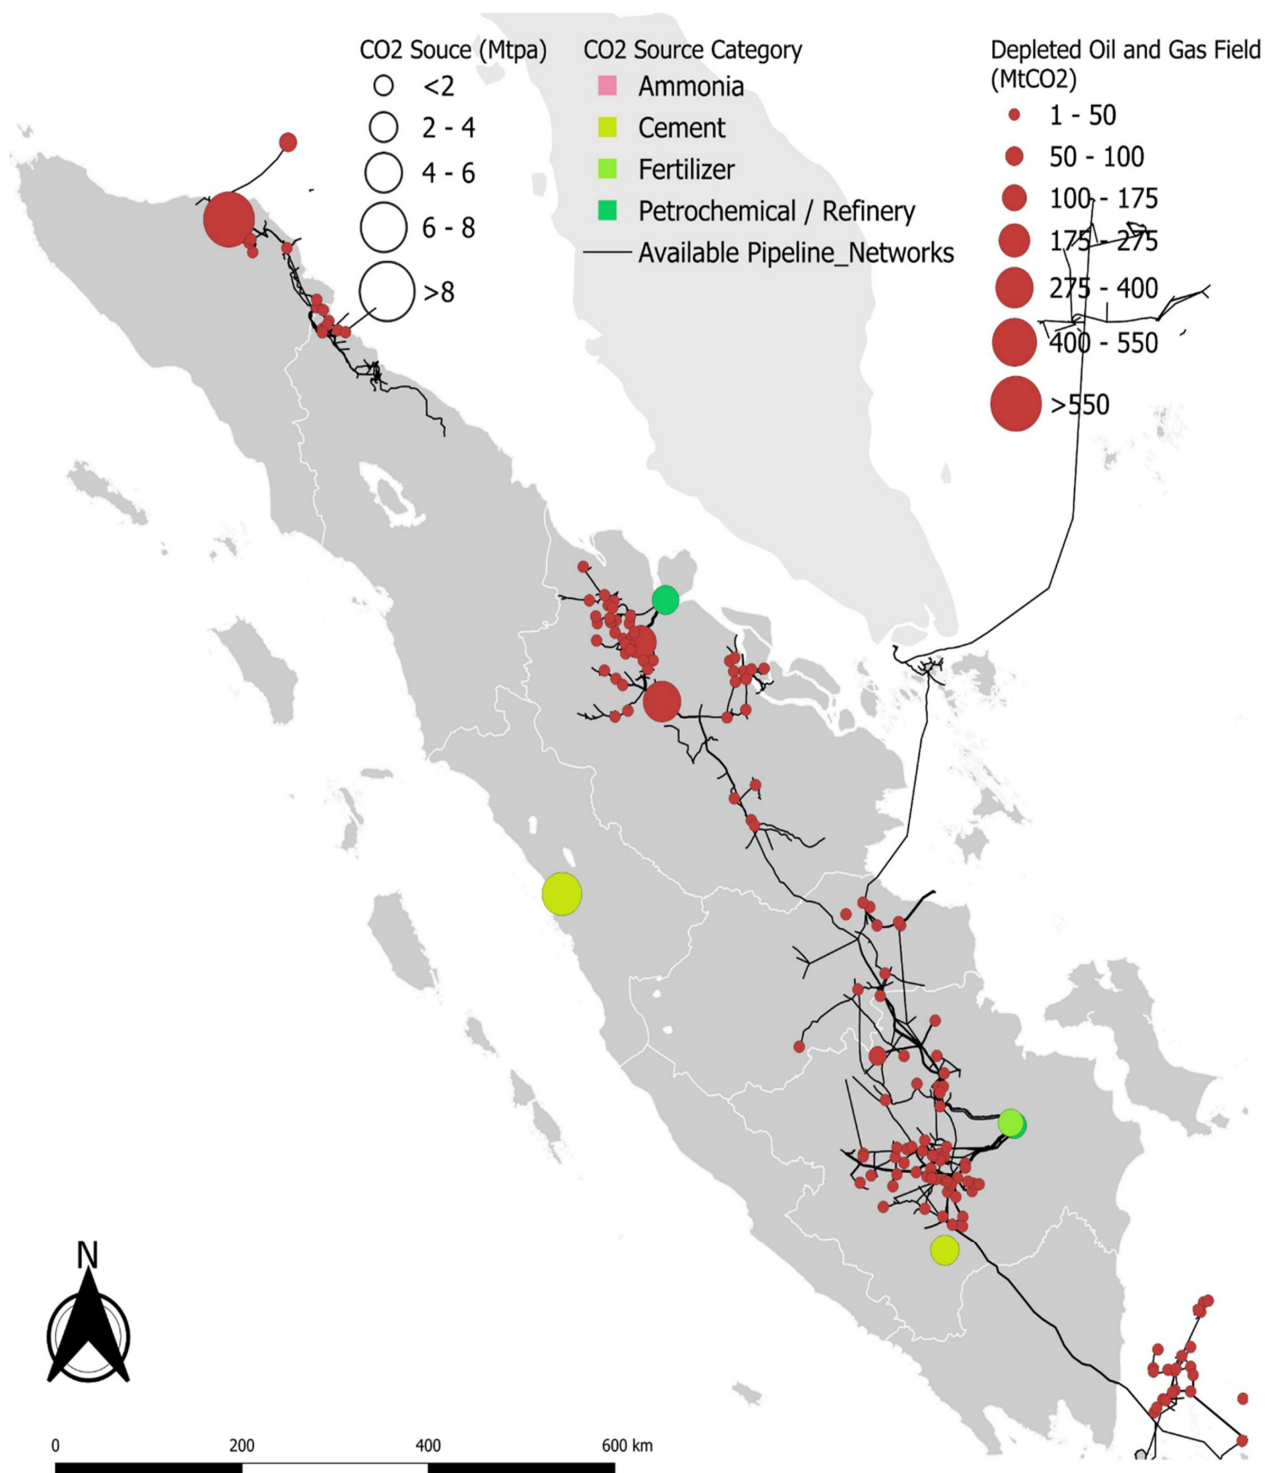 CO2 Souce (Mtpa)
<2
2 - 4
4 - 6
6 - 8
>8
CO2 Source Category
Ammonia
Cement
Fertilizer
Petrochemical / Refinery
Available Pipeline_Networks
Depleted Oil and Gas Field
(MtCO2)
1 - 50
50 - 100
100 - 175
175 - 275
275 - 400
400 - 550
>550
N
0 200 400 600 km